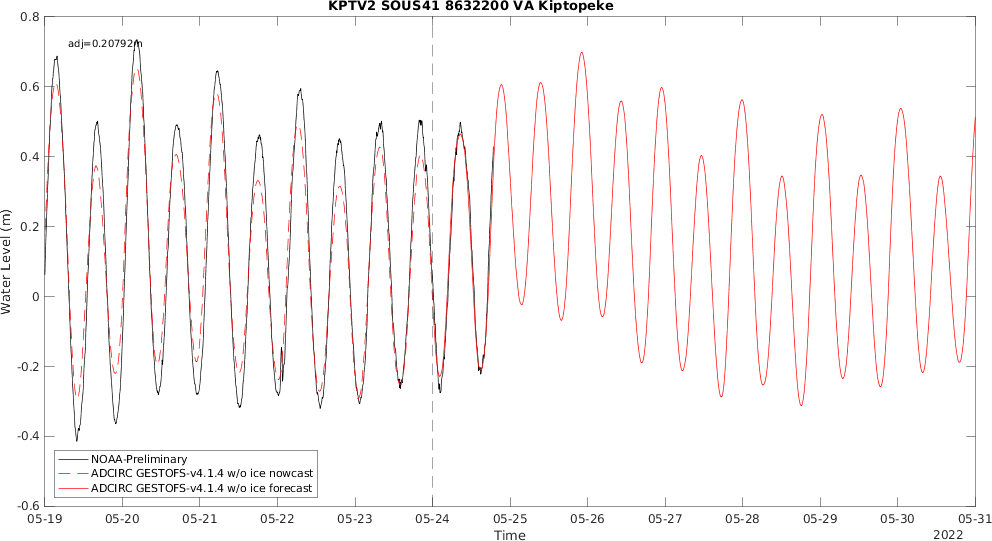 KPTV2 SOUS41 8632200 VA Kiptopeke
adj=0.20792m
Water Level (m)
0.8
0.6
0.4
0.2
0
-0.2
-0.4
-0.6
NOAA-Preliminary
ADCIRC GESTOFS-v4.1.4 w/o ice nowcast
ADCIRC GESTOFS-v4.1.4 w/o ice forecast
05-19 05-20 05-21 05-22 05-23 05-24 05-25 05-26 05-27 05-28 05-29 05-30 05-31
Time
2022